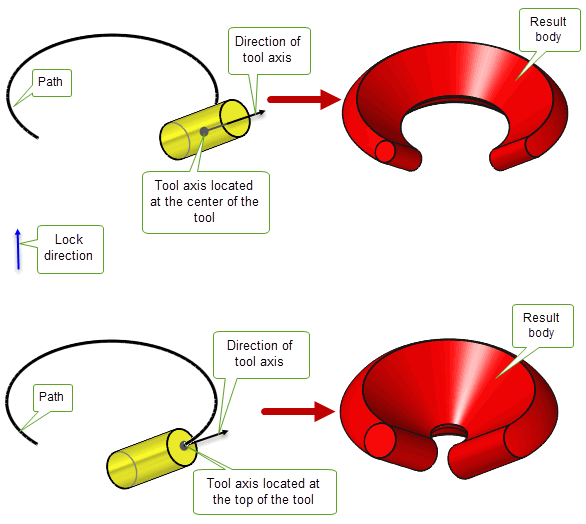 Direction of
tool axis
Result
body
Path
Tool axis located
at the center of the
tool
Lock
direction
Result
body
Direction of
tool axis
Path
Tool axis located at
the top of the tool